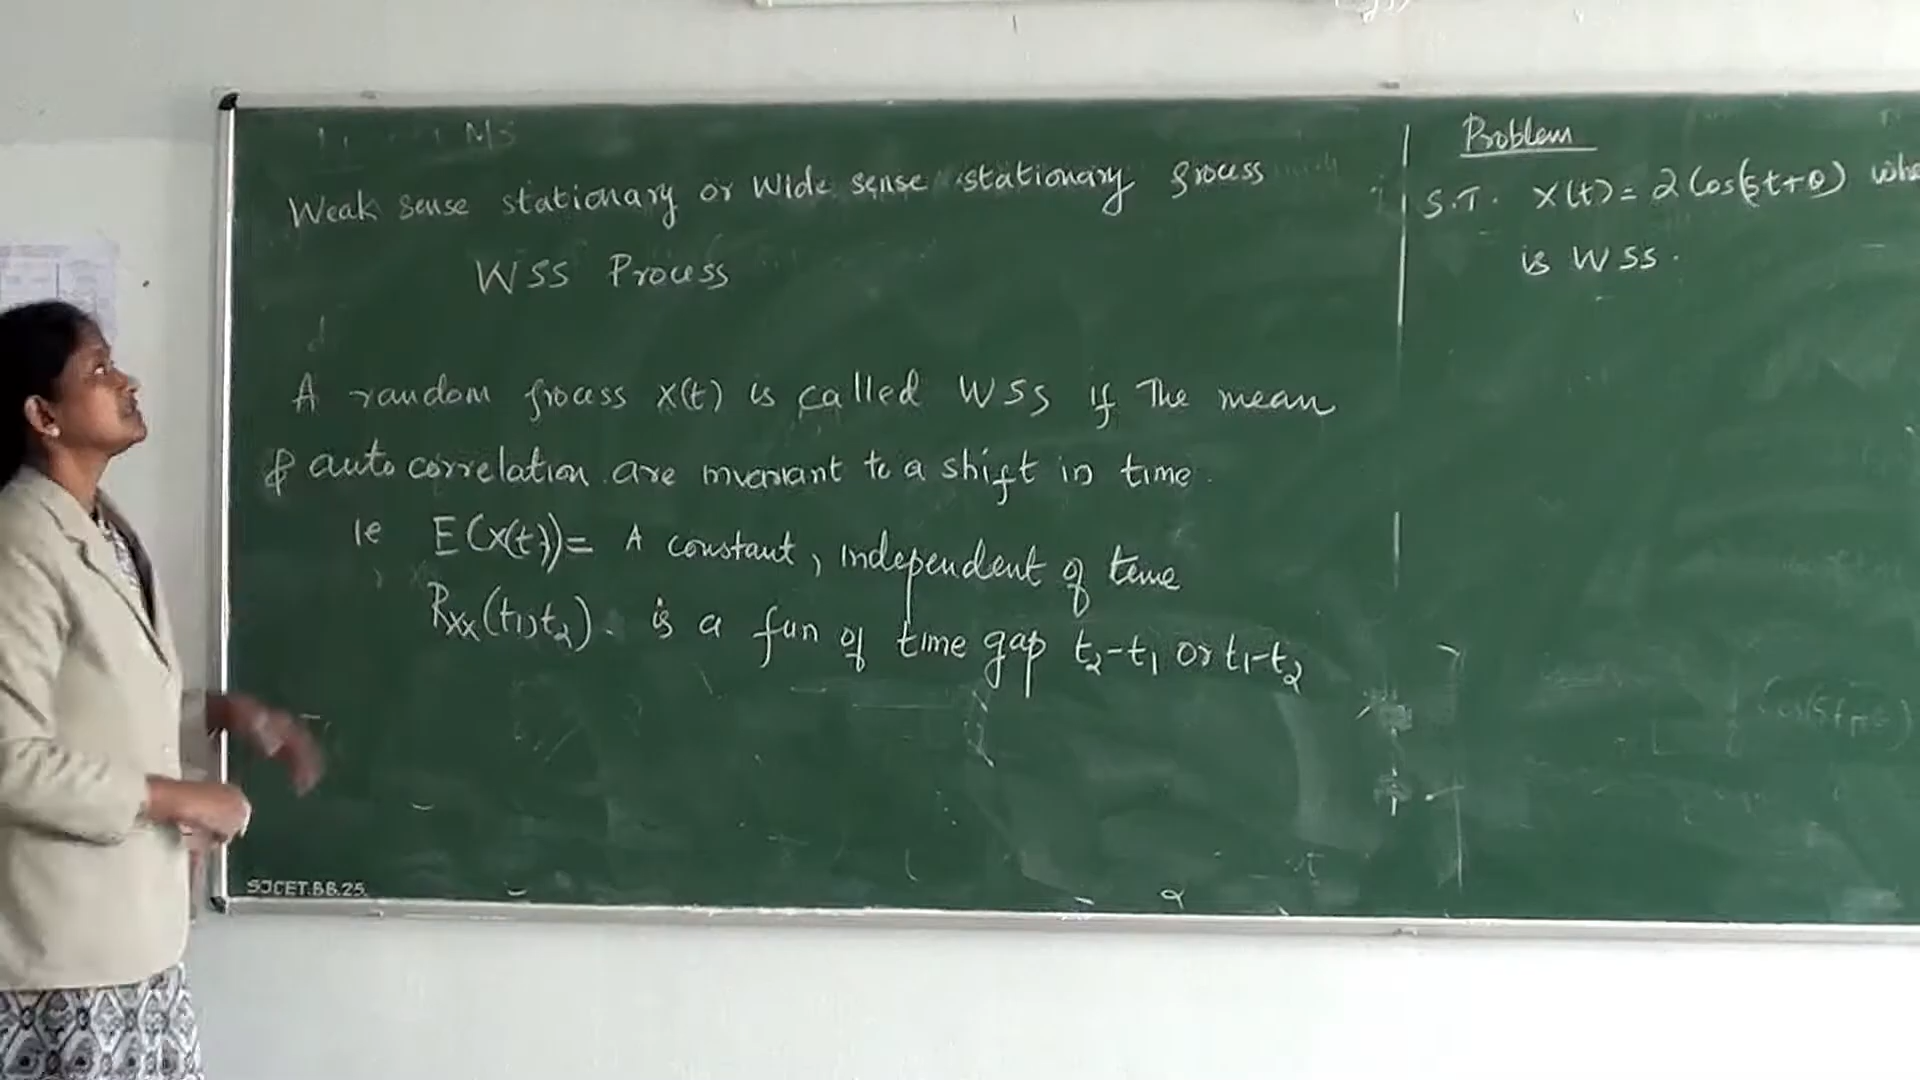 Weak sense stationary or Wide sense stationary process
WSS Process
A random process X(t) is called WSS if The mean
& auto correlation are invariant to a shift in time.
ie E(X(t)) = A constant, independent of time
Rxx(t1,t2). is a fun of time gap t2-t1 or t1-t2
SJCET.BB.25.
Problem
S.T. X(t) = 2 Cos(5t+θ)
is WSS.
Cos(5t+θ)